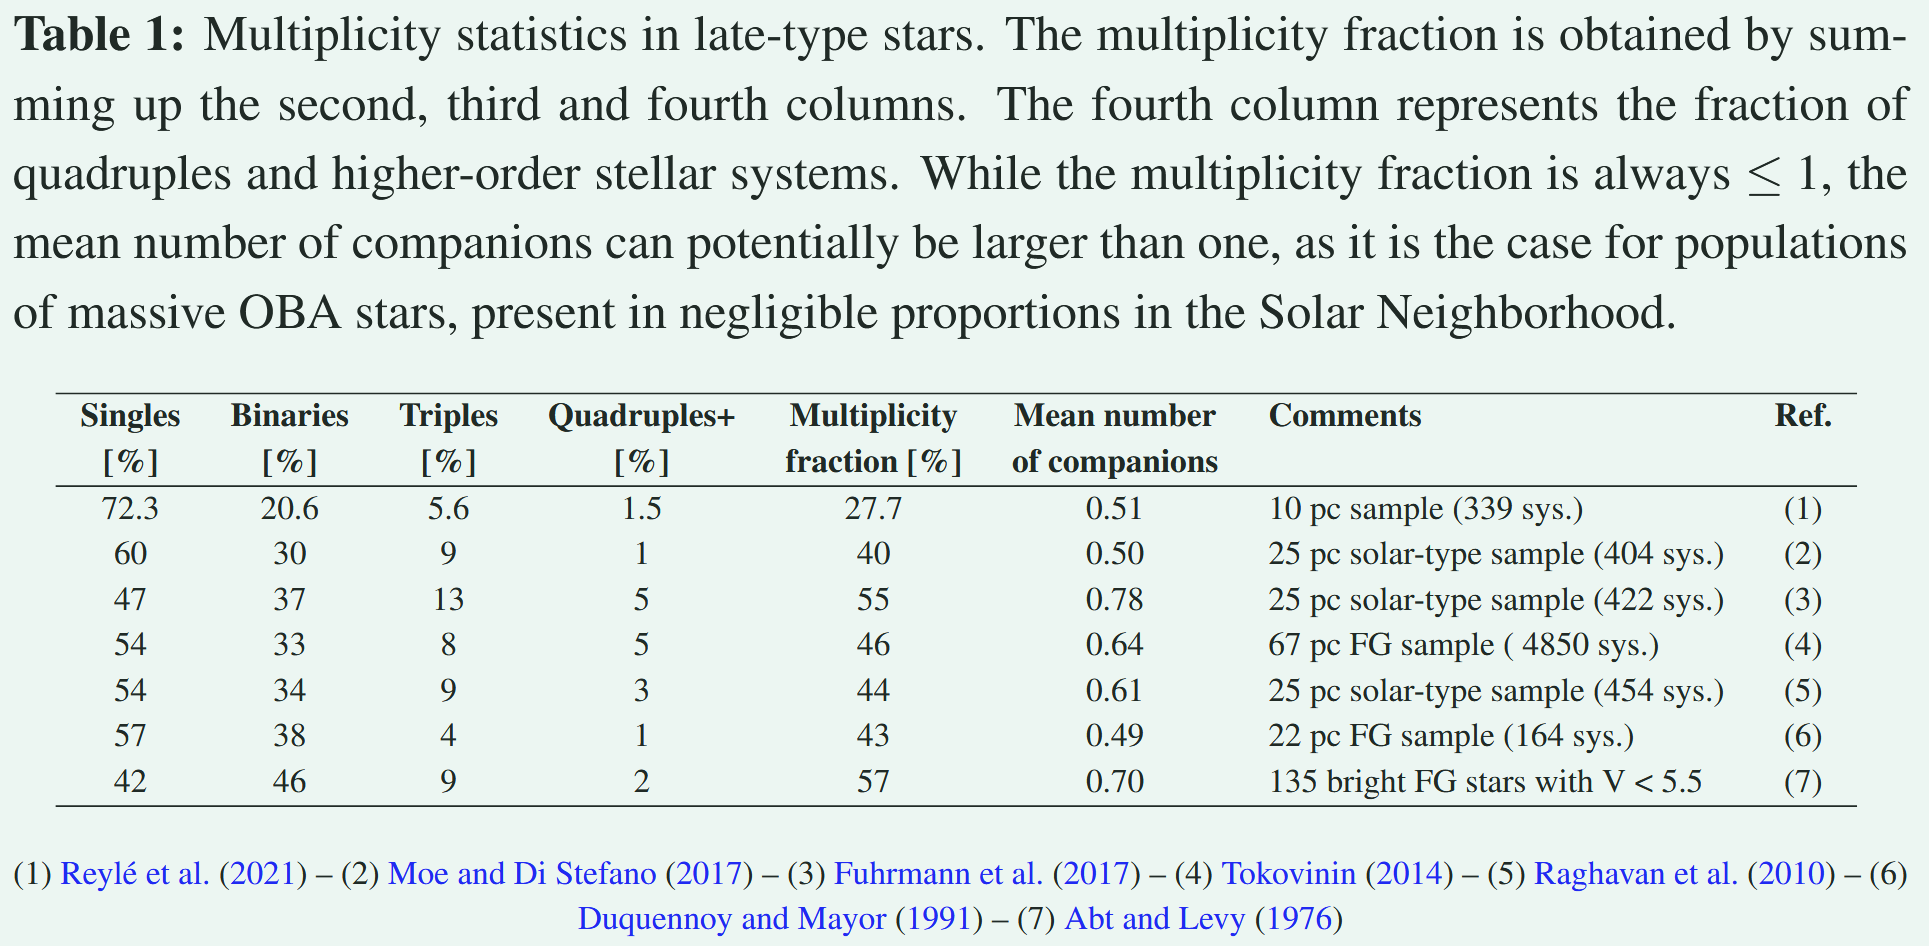 Table 1: Multiplicity statistics in late-type stars. The multiplicity fraction is obtained by sum-
ming up the second, third and fourth columns. The fourth column represents the fraction of
quadruples and higher-order stellar systems. While the multiplicity fraction is always ≤ 1, the
mean number of companions can potentially be larger than one, as it is the case for populations
of massive OBA stars, present in negligible proportions in the Solar Neighborhood.
Singles Binaries Triples Quadruples+ Multiplicity Mean number Comments Ref.
[%] [%] [%] [%] fraction [%] of companions
72.3 20.6 5.6 1.5 27.7 0.51 10 pc sample (339 sys.) (1)
60 30 9 1 40 0.50 25 pc solar-type sample (404 sys.) (2)
47 37 13 5 55 0.78 25 pc solar-type sample (422 sys.) (3)
54 33 8 5 46 0.64 67 pc FG sample ( 4850 sys.) (4)
54 34 9 3 44 0.61 25 pc solar-type sample (454 sys.) (5)
57 38 4 1 43 0.49 22 pc FG sample (164 sys.) (6)
42 46 9 2 57 0.70 135 bright FG stars with V < 5.5 (7)
(1) Reylé et al. (2021) – (2) Moe and Di Stefano (2017) – (3) Fuhrmann et al. (2017) – (4) Tokovinin (2014) – (5) Raghavan et al. (2010) – (6)
Duquennoy and Mayor (1991) – (7) Abt and Levy (1976)